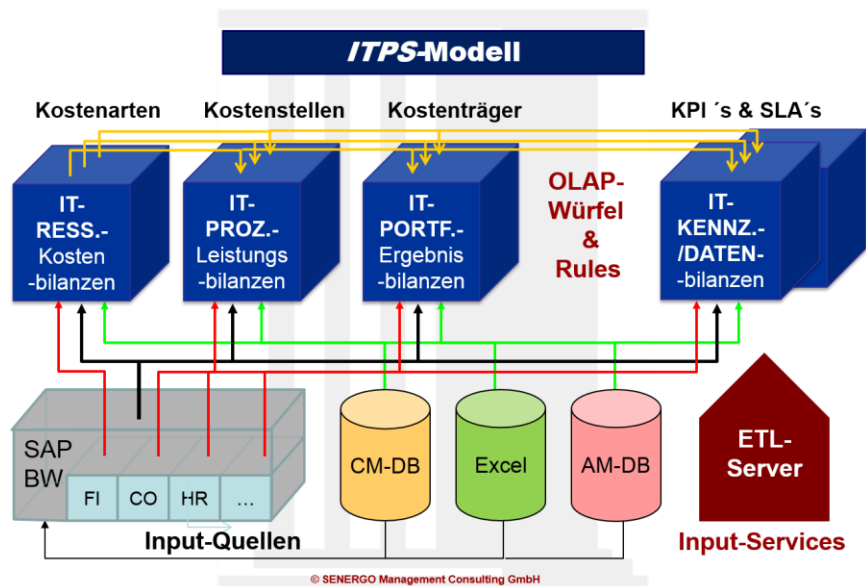 ITPS-Modell
Kostenarten
Kostenstellen
Kostenträger
KPI ´s & SLA´s
IT-
RESS.-
Kosten
-bilanzen
IT-
PROZ.-
Leistungs
-bilanzen
IT-
PORTF.-
Ergebnis
-bilanzen
OLAP-
Würfel
&
Rules
IT-
KENNZ.-
/DATEN-
-bilanzen
SAP
BW
FI
CO
HR
...
Input-Quellen
CM-DB
Excel
AM-DB
ETL-
Server
Input-Services
© SENERGO Management Consulting GmbH